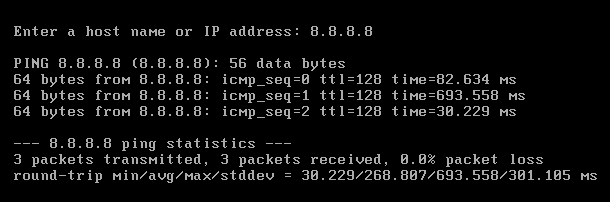 Enter a host name or IP address: 8.8.8.8
PING 8.8.8.8 (8.8.8.8): 56 data bytes
64 bytes from 8.8.8.8: icmp_seq=0 ttl=128 time=82.634 ms
64 bytes from 8.8.8.8: icmp_seq=1 ttl=128 time=693.558 ms
64 bytes from 8.8.8.8: icmp_seq=2 ttl=128 time=30.229 ms
--- 8.8.8.8 ping statistics ---
3 packets transmitted, 3 packets received, 0.0% packet loss
round-trip min/avg/max/stddev = 30.229/268.807/693.558/301.105 ms